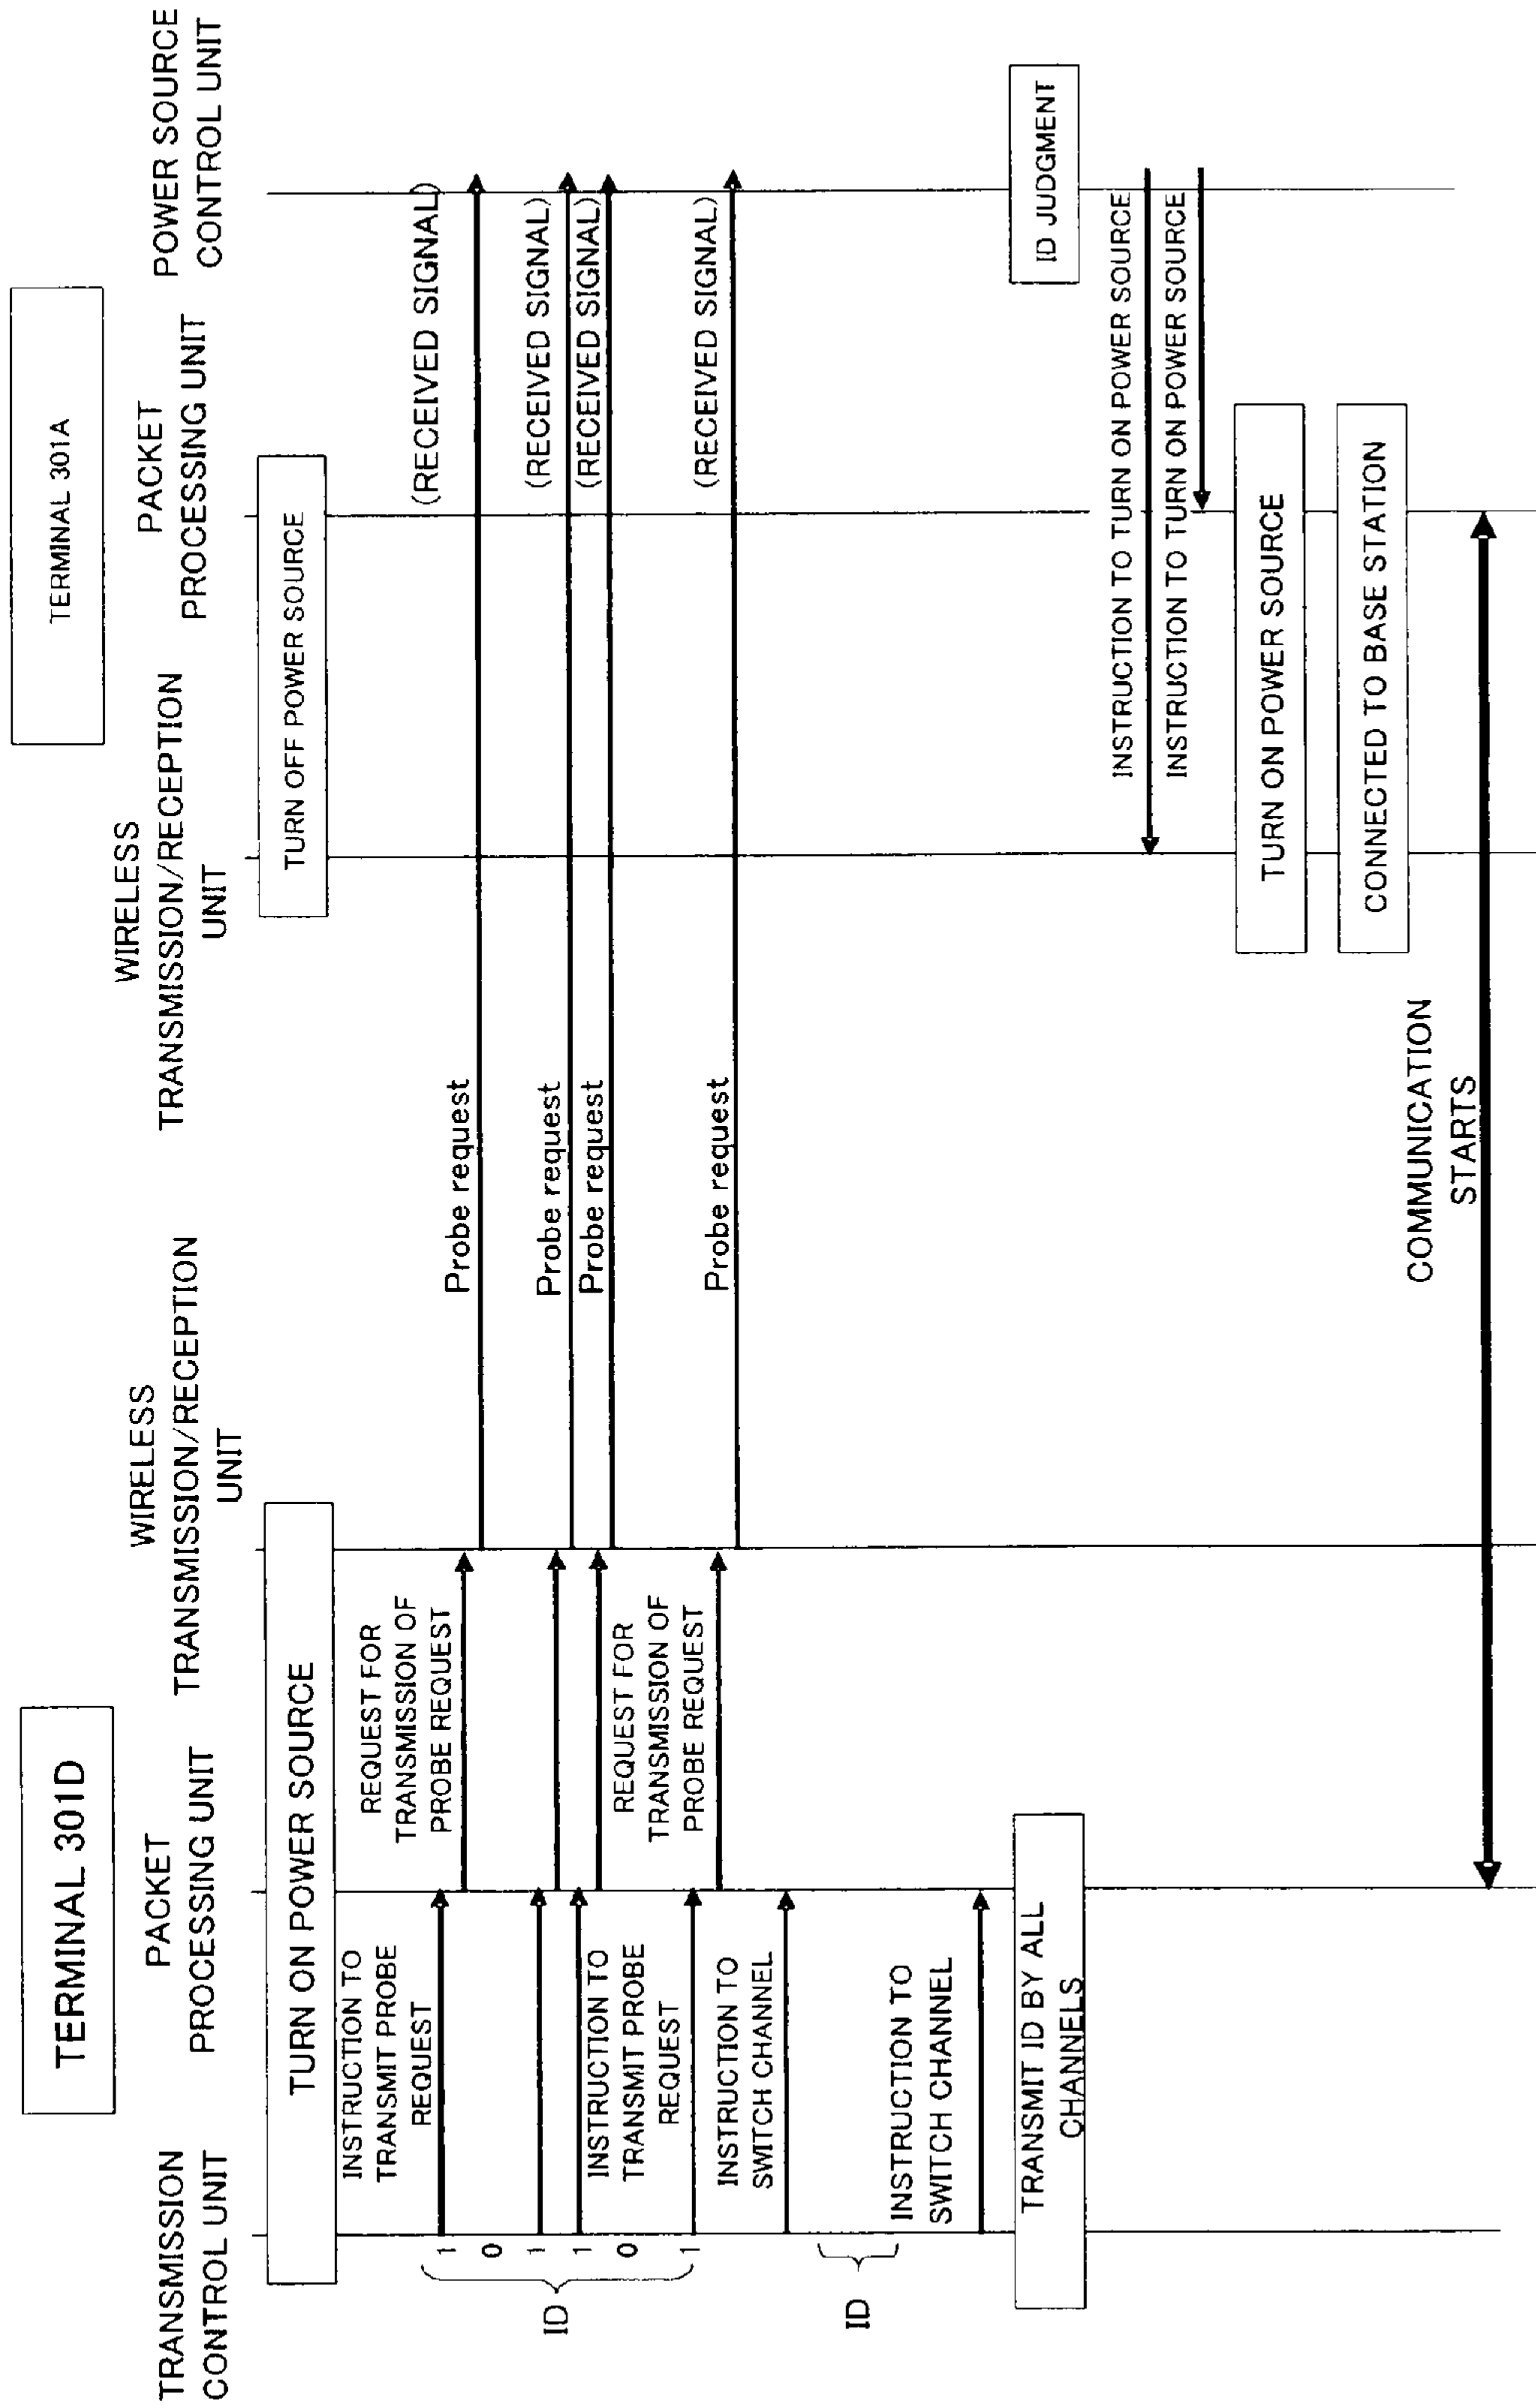 TERMINAL 301D
TERMINAL 301A
TRANSMISSION
CONTROL UNIT
PACKET
PROCESSING UNIT
WIRELESS
TRANSMISSION/RECEPTION
UNIT
WIRELESS
TRANSMISSION/RECEPTION
UNIT
PACKET
PROCESSING UNIT
POWER SOURCE
CONTROL UNIT
TURN ON POWER SOURCE
TURN OFF POWER SOURCE
INSTRUCTION TO
TRANSMIT PROBE
REQUEST
REQUEST FOR
TRANSMISSION OF
PROBE REQUEST
Probe request
(RECEIVED SIGNAL)
1
0
1
1
0
1
ID
Probe request
(RECEIVED SIGNAL)
Probe request
(RECEIVED SIGNAL)
INSTRUCTION TO
TRANSMIT PROBE
REQUEST
REQUEST FOR
TRANSMISSION OF
PROBE REQUEST
Probe request
(RECEIVED SIGNAL)
INSTRUCTION TO
SWITCH CHANNEL
ID
INSTRUCTION TO
SWITCH CHANNEL
TRANSMIT ID BY ALL
CHANNELS
ID JUDGMENT
INSTRUCTION TO TURN ON POWER SOURCE
INSTRUCTION TO TURN ON POWER SOURCE
TURN ON POWER SOURCE
CONNECTED TO BASE STATION
COMMUNICATION
STARTS